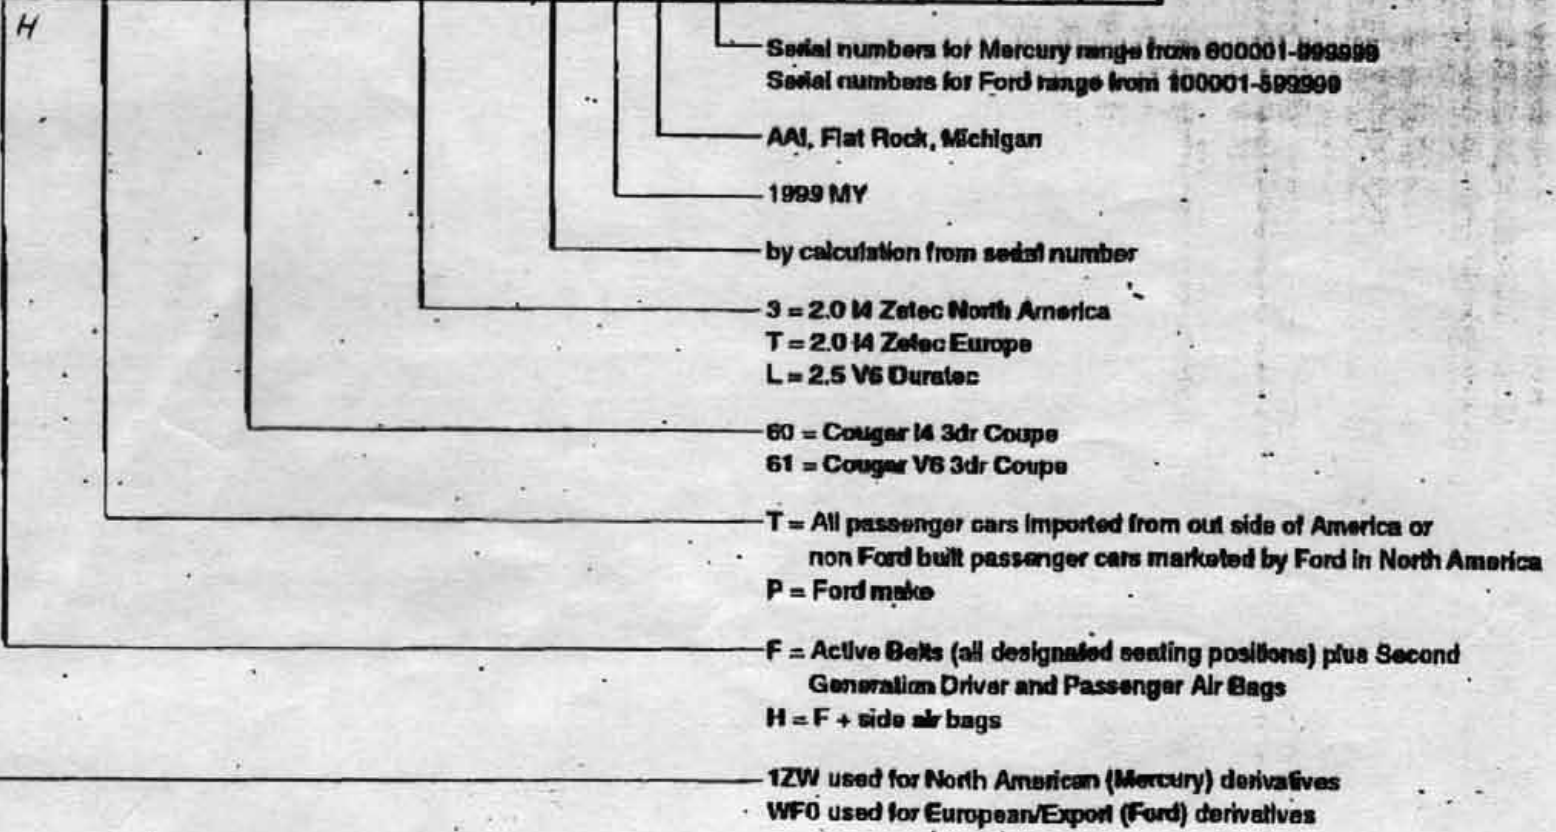 H
Serial numbers for Mercury range from 600001-999999
Serial numbers for Ford range from 100001-599999
AAI, Flat Rock, Michigan
1999 MY
by calculation from serial number
3 = 2.0 I4 Zetec North America
T = 2.0 I4 Zetec Europe
L = 2.5 V6 Duratec
60 = Cougar I4 3dr Coupe
61 = Cougar V6 3dr Coupe
T = All passenger cars imported from out side of America or
non Ford built passenger cars marketed by Ford in North America
P = Ford make
F = Active Belts (all designated seating positions) plus Second
Generation Driver and Passenger Air Bags
H = F + side air bags
1ZW used for North American (Mercury) derivatives
WF0 used for European/Export (Ford) derivatives